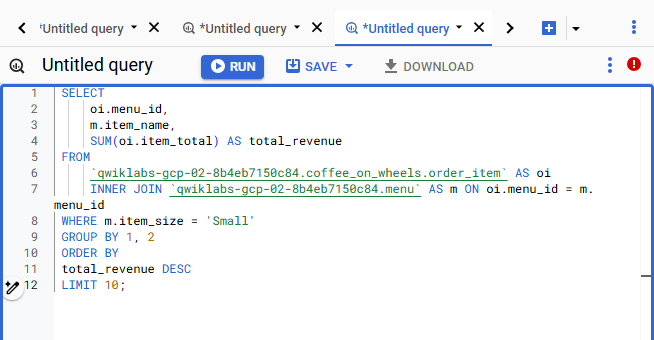 *Untitled query
*Untitled query
*Untitled query
Untitled query
RUN
SAVE
DOWNLOAD
1 SELECT
2 oi.menu_id,
3 m.item_name,
4 SUM(oi.item_total) AS total_revenue
5 FROM
6 `qwiklabs-gcp-02-8b4eb7150c84.coffee_on_wheels.order_item` AS oi
7 INNER JOIN `qwiklabs-gcp-02-8b4eb7150c84.menu` AS m ON oi.menu_id = m.
menu_id
8 WHERE m.item_size = 'Small'
9 GROUP BY 1, 2
10 ORDER BY
11 total_revenue DESC
12 LIMIT 10;